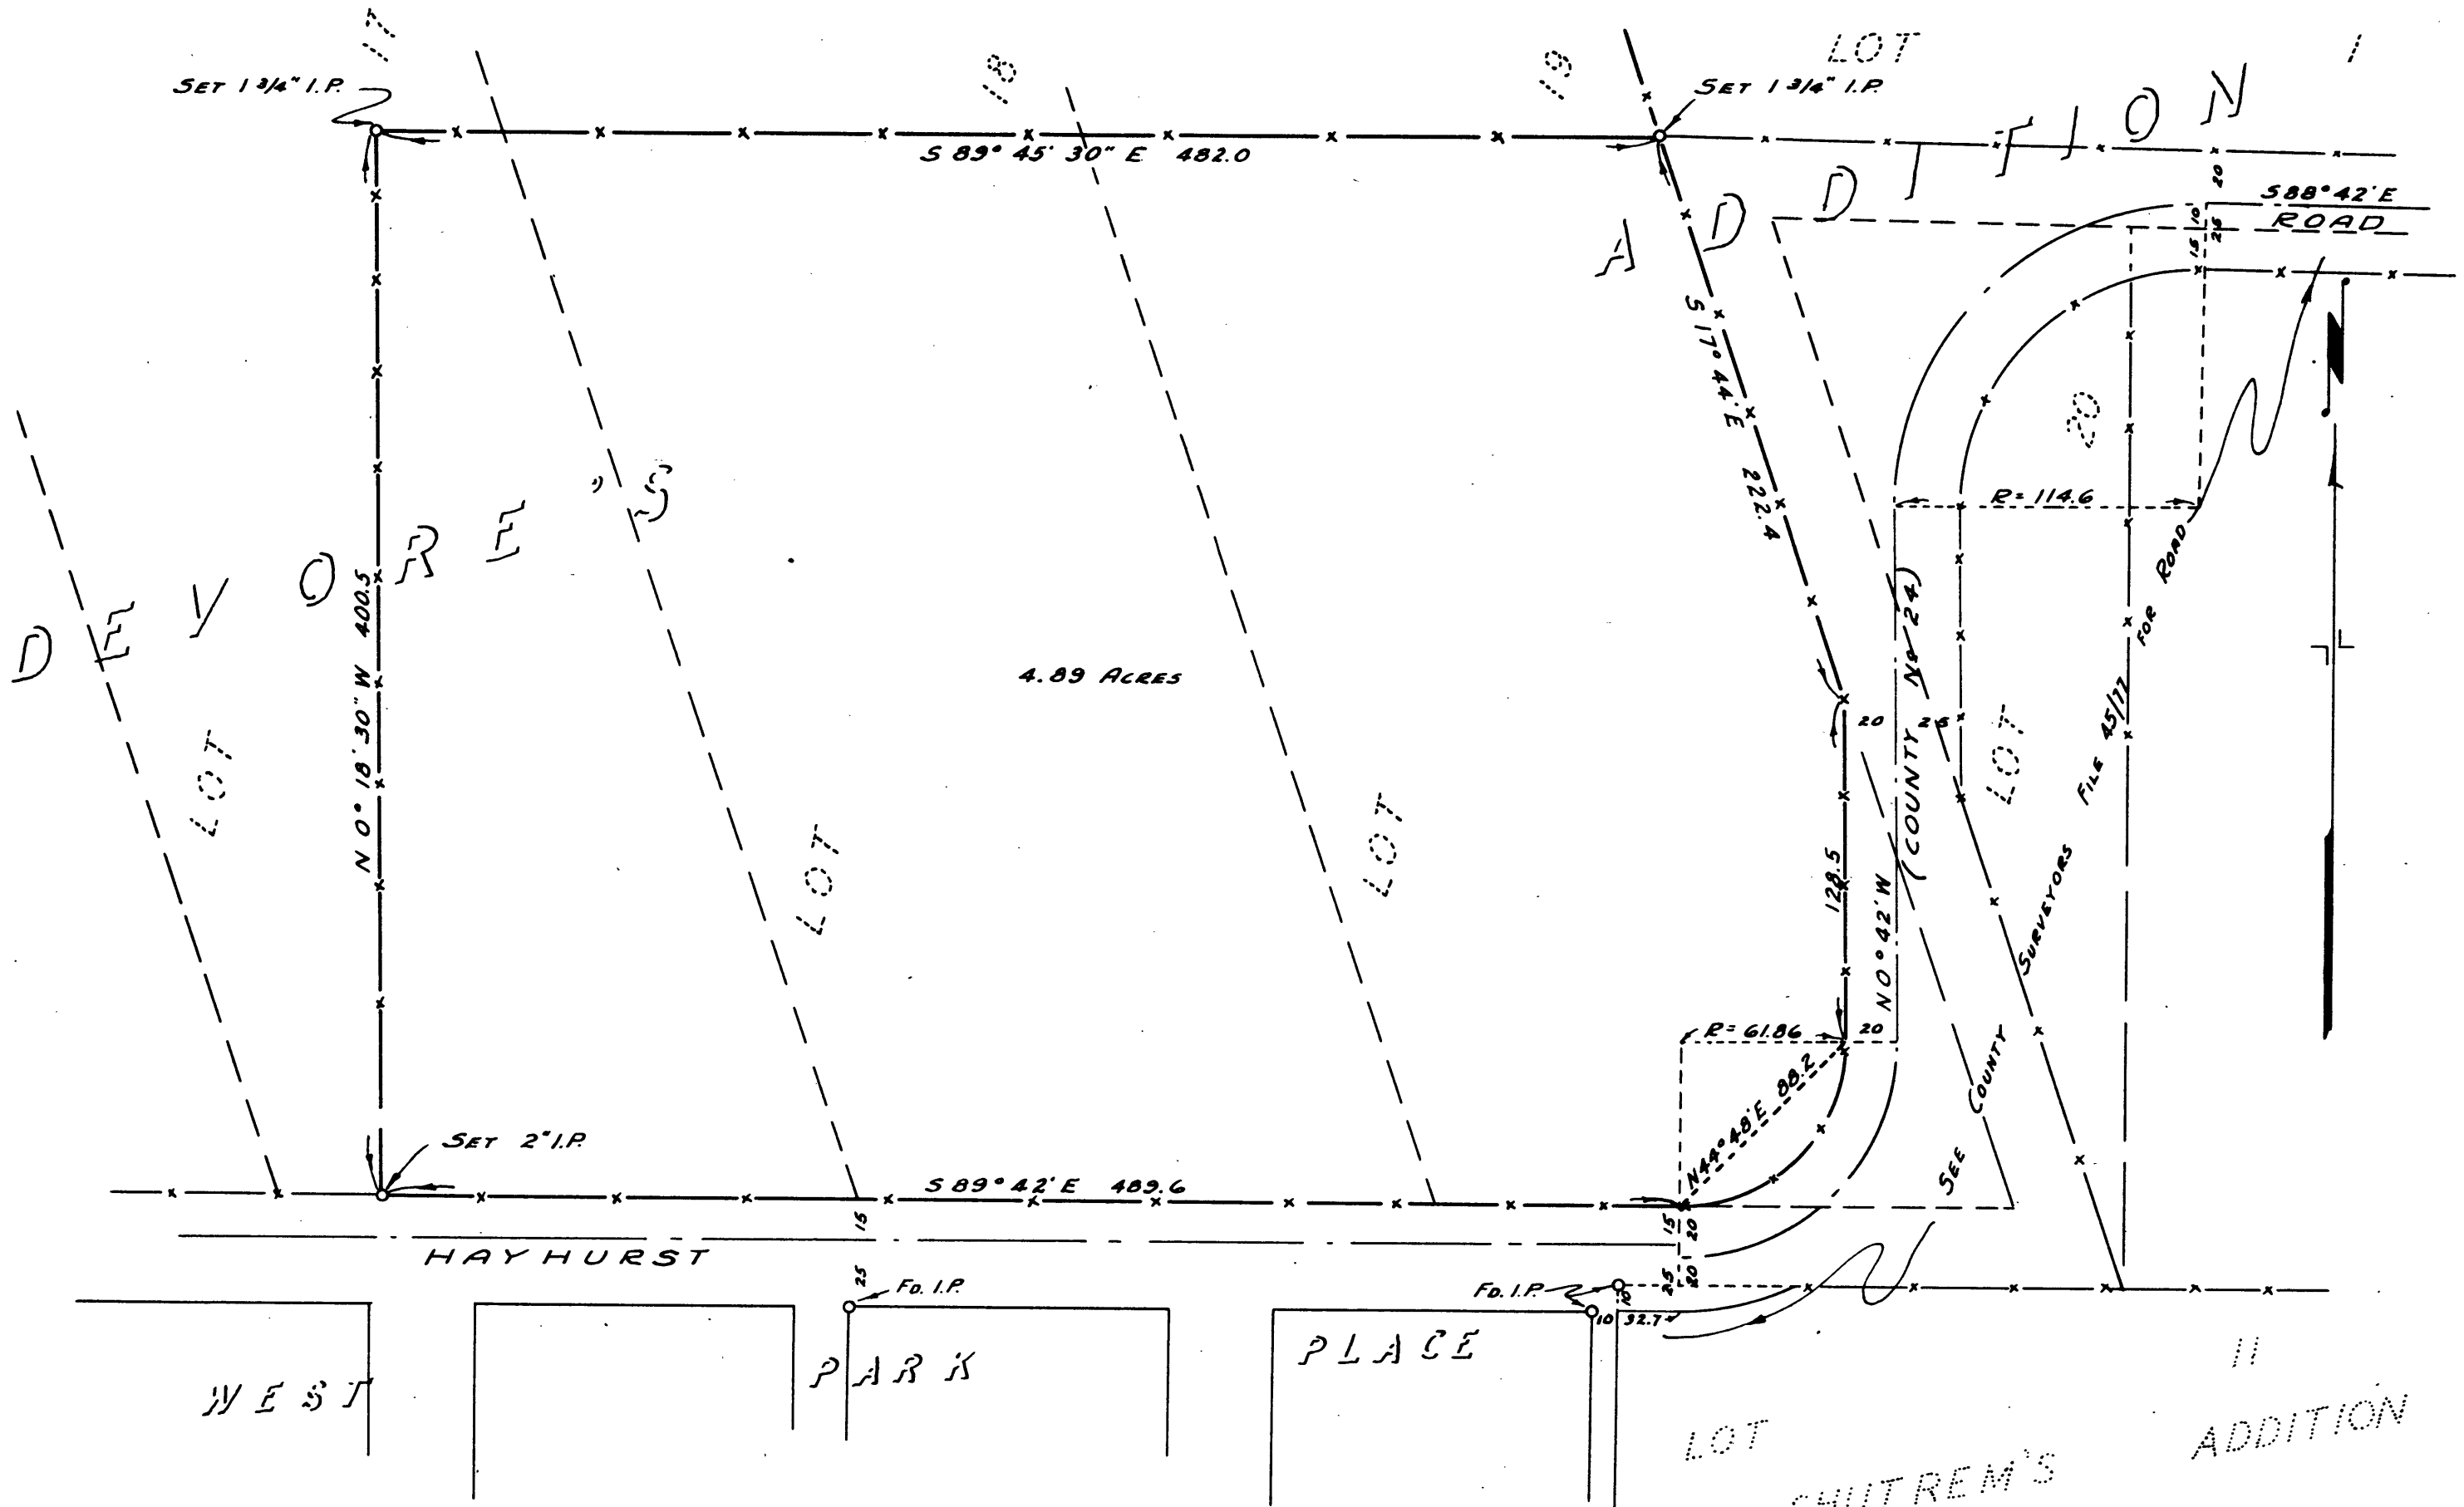 17
18
19
LOT 1
SET 1 3/4" I.P.
SET 1 3/4" I.P.
S 89° 45' 30" E 482.0
ADDITION
20
S 88° 42' E
10
ROAD
15
25
S 17° 44' E 222.4
20
R = 114.6
DEVORE'S
N 0° 18' 30" W 400.5
4.89 ACRES
20
25
(COUNTY No 24)
LOT
LOT
LOT
LOT
128.5
N 0° 42' W
SEE COUNTY SURVEYORS FILE 45/77 FOR ROAD
R = 61.86
20
N 44° 48' E 88.2
SET 2" I.P.
S 89° 42' E 489.6
15
15
20
HAYHURST
25
FD. I.P.
FD. I.P.
25
20
10
10
32.7
WEST PARK PLACE
LOT 11
SHUTREM'S ADDITION